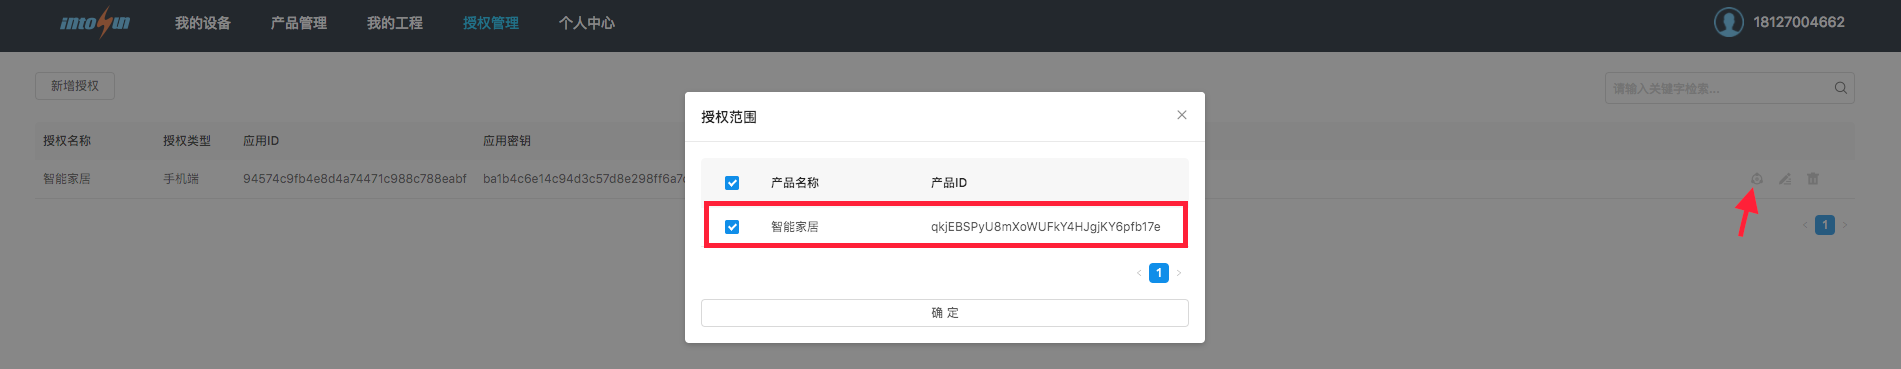 intosun 我的设备 产品管理 我的工程 授权管理 个人中心 18127004662
新增授权 请输入关键字检索...
授权名称 授权类型 应用ID 应用密钥
智能家居 手机端 94574c9fb4e8d4a74471c988c788eabf ba1b4c6e14c94d3c57d8e298ff6a7
1
授权范围
产品名称 产品ID
智能家居 qkjEBSPyU8mXoWUFkY4HJgjKY6pfb17e
1
确 定